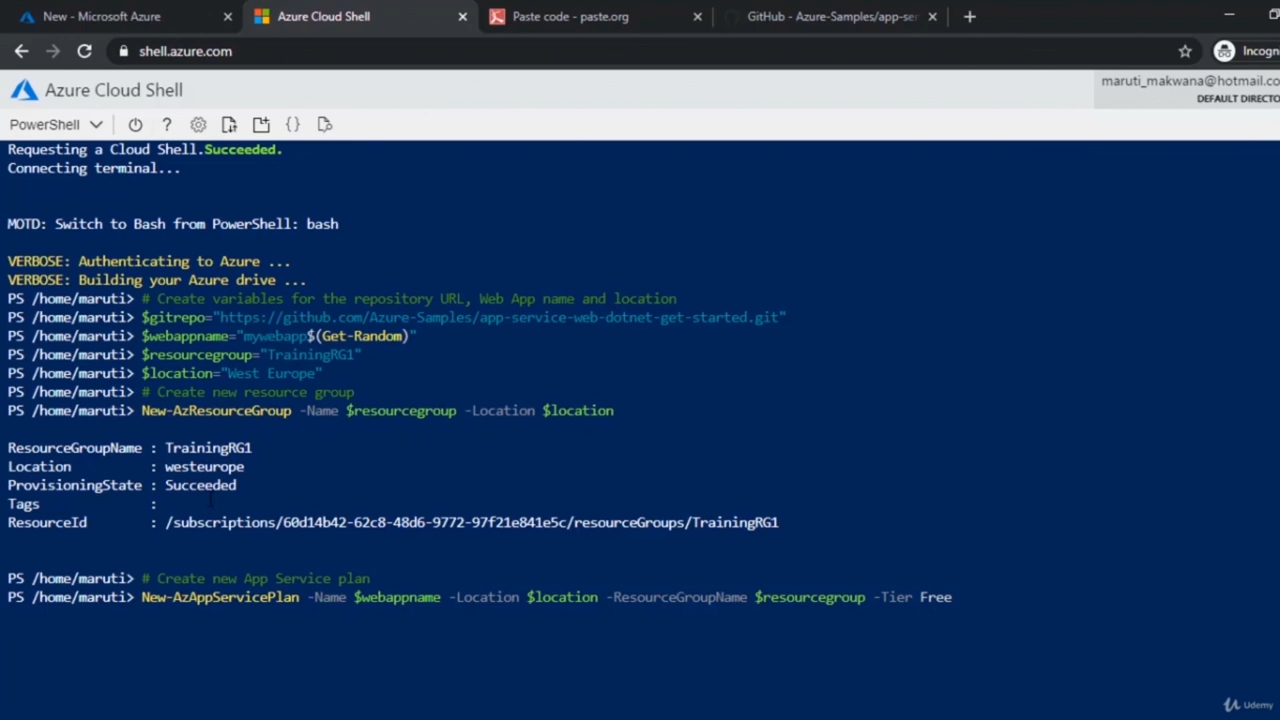 New - Microsoft Azure
Azure Cloud Shell
Paste code - paste.org
GitHub - Azure-Samples/app-ser
shell.azure.com
Incogn
Azure Cloud Shell
maruti_makwana@hotmail.co
DEFAULT DIRECTO
PowerShell
Requesting a Cloud Shell.Succeeded.
Connecting terminal...
MOTD: Switch to Bash from PowerShell: bash
VERBOSE: Authenticating to Azure ...
VERBOSE: Building your Azure drive ...
PS /home/maruti> # Create variables for the repository URL, Web App name and location
PS /home/maruti> $gitrepo="https://github.com/Azure-Samples/app-service-web-dotnet-get-started.git"
PS /home/maruti> $webappname="mywebapp$(Get-Random)"
PS /home/maruti> $resourcegroup="TrainingRG1"
PS /home/maruti> $location="West Europe"
PS /home/maruti> # Create new resource group
PS /home/maruti> New-AzResourceGroup -Name $resourcegroup -Location $location
ResourceGroupName : TrainingRG1
Location : westeurope
ProvisioningState : Succeeded
Tags :
ResourceId : /subscriptions/60d14b42-62c8-48d6-9772-97f21e841e5c/resourceGroups/TrainingRG1
PS /home/maruti> # Create new App Service plan
PS /home/maruti> New-AzAppServicePlan -Name $webappname -Location $location -ResourceGroupName $resourcegroup -Tier Free
Udemy